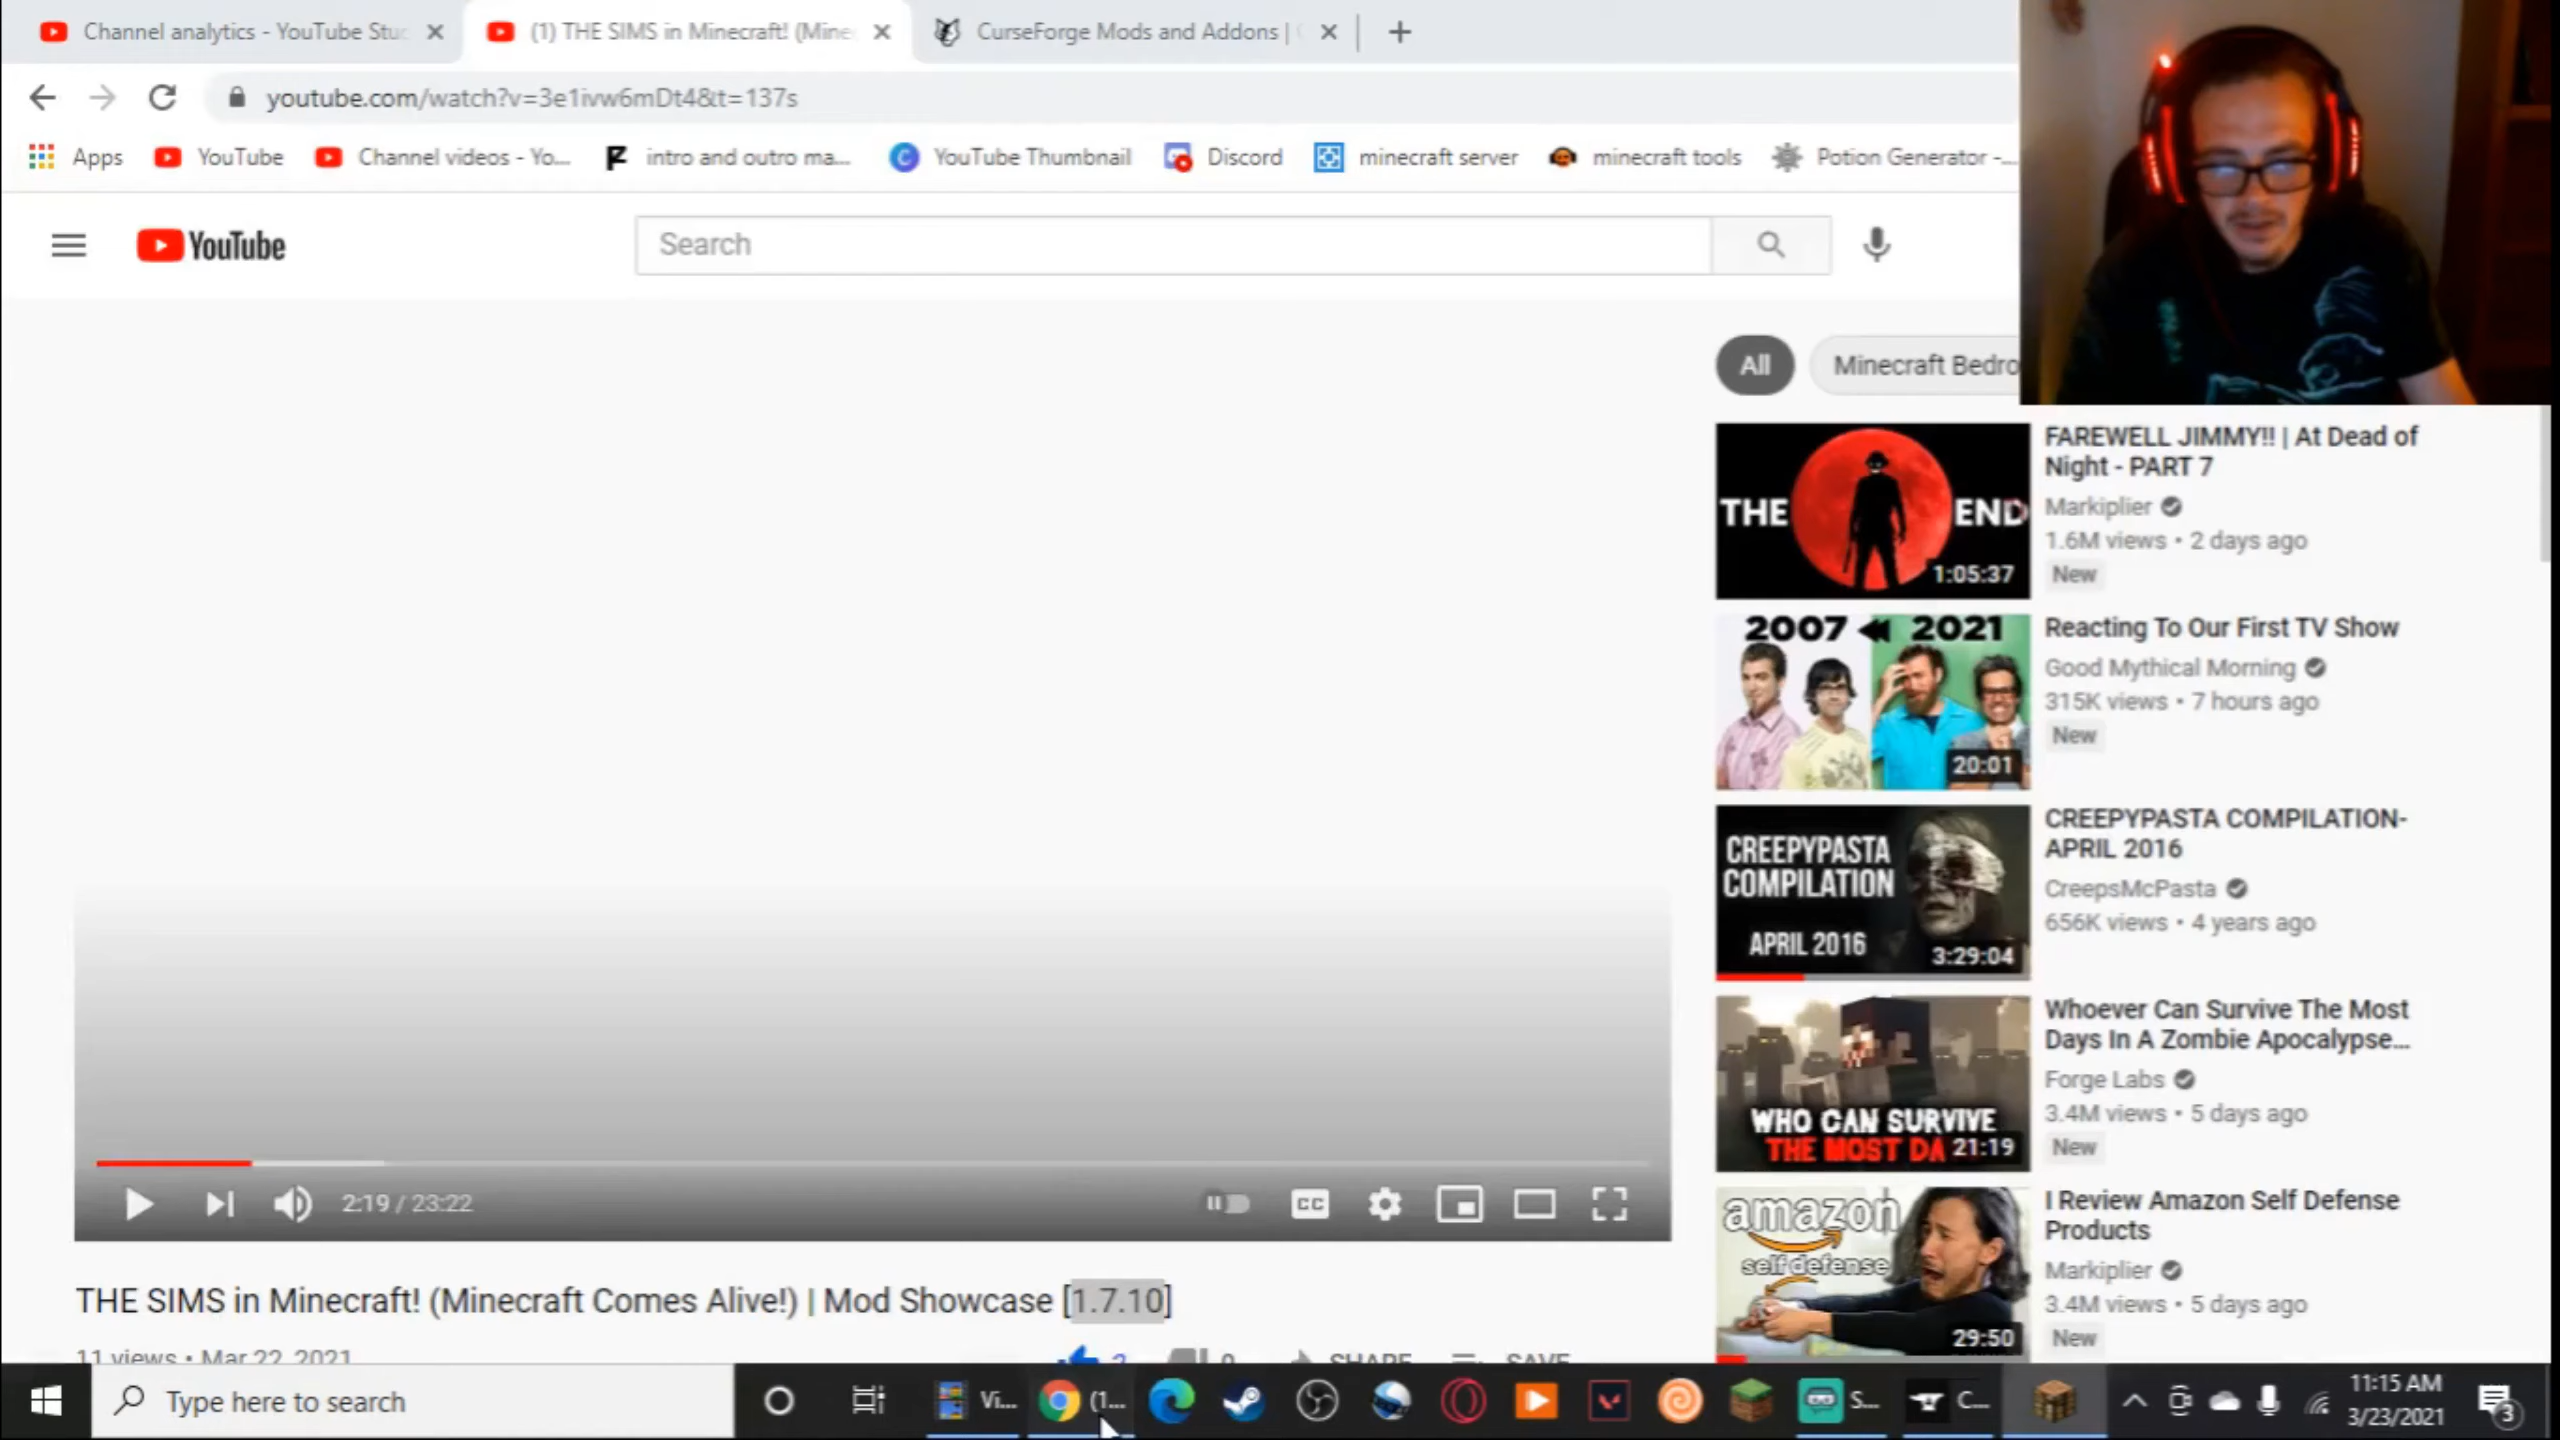 Channel analytics - YouTube Stu
(1) THE SIMS in Minecraft! (Mine
CurseForge Mods and Addons |
youtube.com/watch?v=3e1ivw6mDt4&t=137s
Apps
YouTube
Channel videos - Yo...
intro and outro ma...
YouTube Thumbnail
Discord
minecraft server
minecraft tools
Potion Generator -...
YouTube
Search
All
Minecraft Bedro
THE END
1:05:37
FAREWELL JIMMY!! | At Dead of
Night - PART 7
Markiplier
1.6M views • 2 days ago
New
2007 2021
20:01
Reacting To Our First TV Show
Good Mythical Morning
315K views • 7 hours ago
New
CREEPYPASTA
COMPILATION
APRIL 2016
3:29:04
CREEPYPASTA COMPILATION-
APRIL 2016
CreepsMcPasta
656K views • 4 years ago
WHO CAN SURVIVE
THE MOST DA
21:19
Whoever Can Survive The Most
Days In A Zombie Apocalypse...
Forge Labs
3.4M views • 5 days ago
New
amazon
self defense
29:50
I Review Amazon Self Defense
Products
Markiplier
3.4M views • 5 days ago
New
2:19 / 23:22
CC
THE SIMS in Minecraft! (Minecraft Comes Alive!) | Mod Showcase [1.7.10]
11 views • Mar 22, 2021
2
0
SHARE
SAVE
Type here to search
Vi...
(1...
S...
C...
11:15 AM
3/23/2021
3